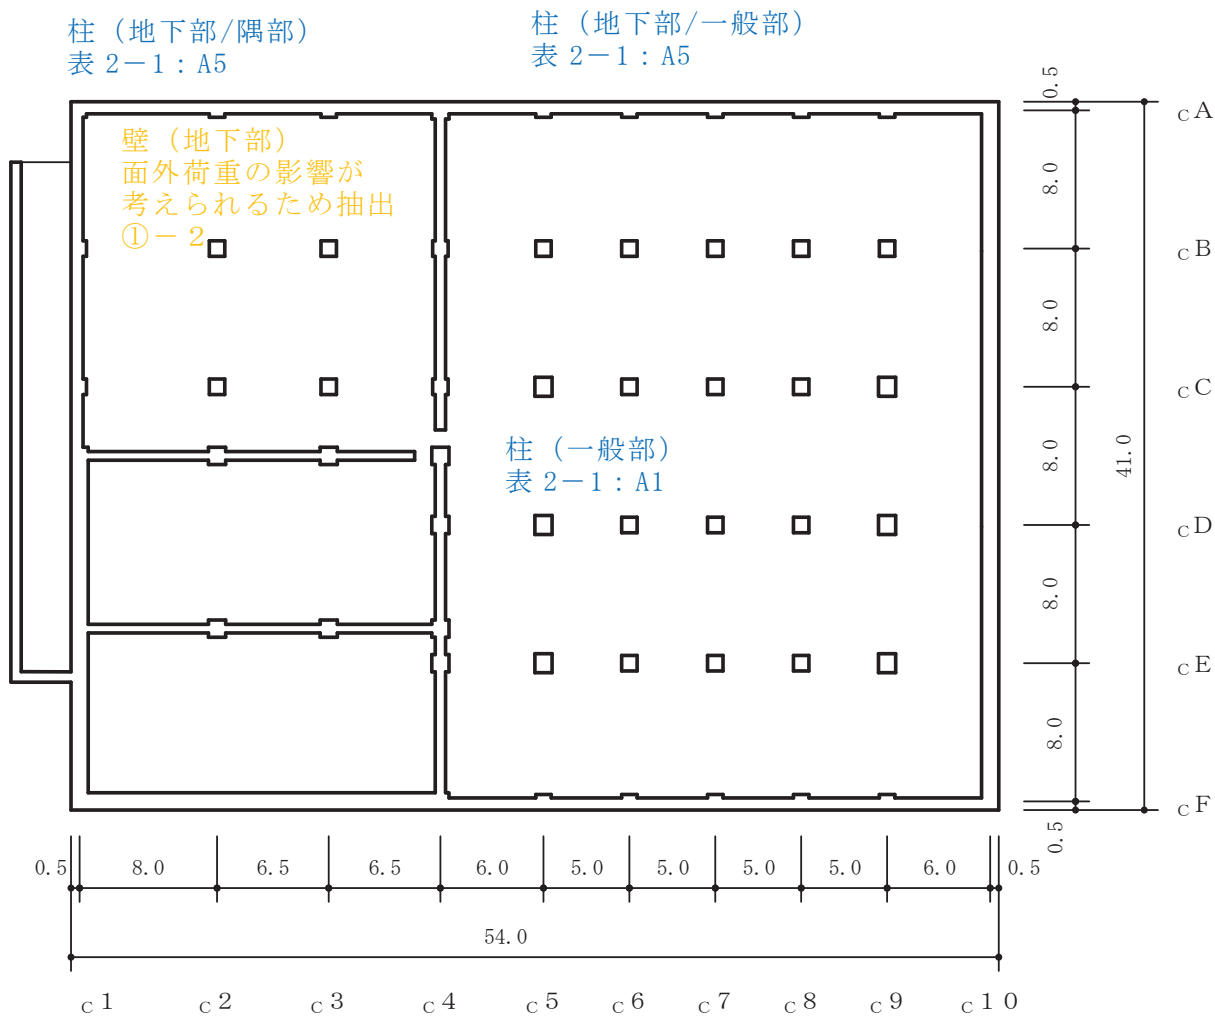 柱（地下部/隅部）
表 2－1：A5
柱（地下部/一般部）
表 2－1：A5
壁（地下部）
面外荷重の影響が
考えられるため抽出
①－２
柱（一般部）
表 2－1：A1
0.5
8.0
8.0
8.0
8.0
8.0
0.5
41.0
cA
cB
cC
cD
cE
cF
0.5 8.0 6.5 6.5 6.0 5.0 5.0 5.0 5.0 6.0 0.5
54.0
c1 c2 c3 c4 c5 c6 c7 c8 c9 c10